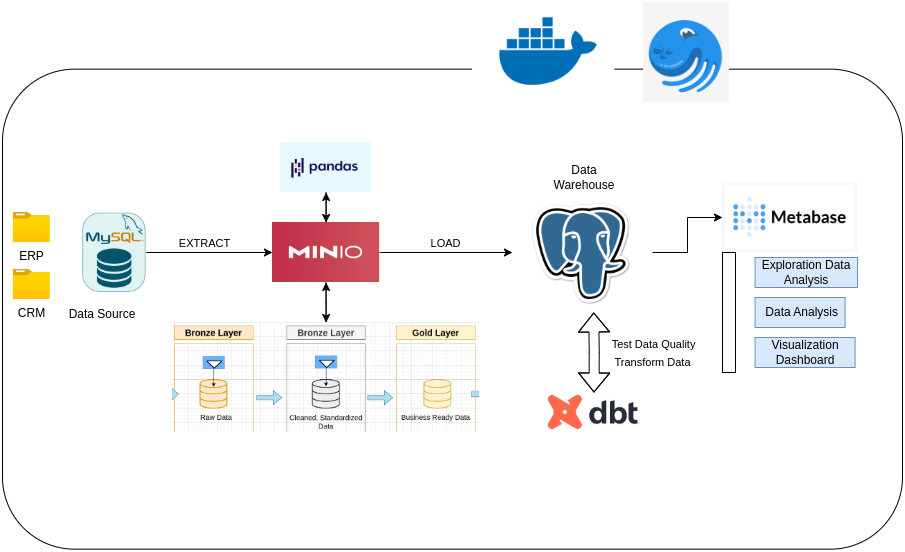 pandas
Data
Warehouse
MySQL
EXTRACT
MINIO
LOAD
Metabase
ERP
CRM
Data Source
Exploration Data
Analysis
Data Analysis
Visualization
Dashboard
Bronze Layer
Bronze Layer
Gold Layer
Raw Data
Cleaned, Standardized
Data
Business Ready Data
Test Data Quality
Transform Data
dbt